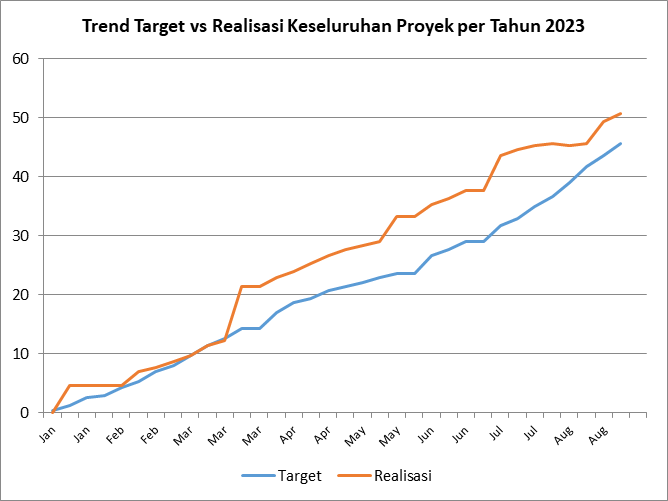 Trend Target vs Realisasi Keseluruhan Proyek per Tahun 2023
60
50
40
30
20
10
0
Jan Jan Feb Feb Mar Mar Mar Apr Apr May May Jun Jun Jul Jul Aug Aug
Target Realisasi